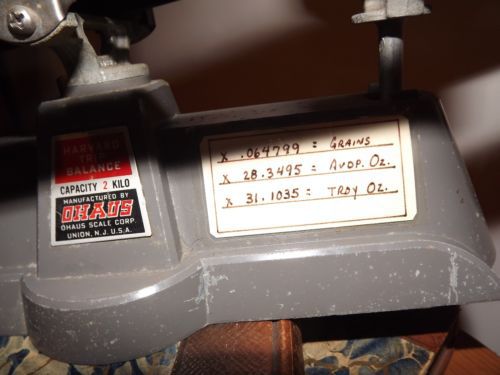 HARVARD
TRIP
BALANCE
CAPACITY 2 KILO
MANUFACTURED BY
OHAUS
OHAUS SCALE CORP.
UNION, N.J. U.S.A.
X .064799 = GRAINS
X 28.3495 = AVDP. OZ.
X 31.1035 = TROY OZ.